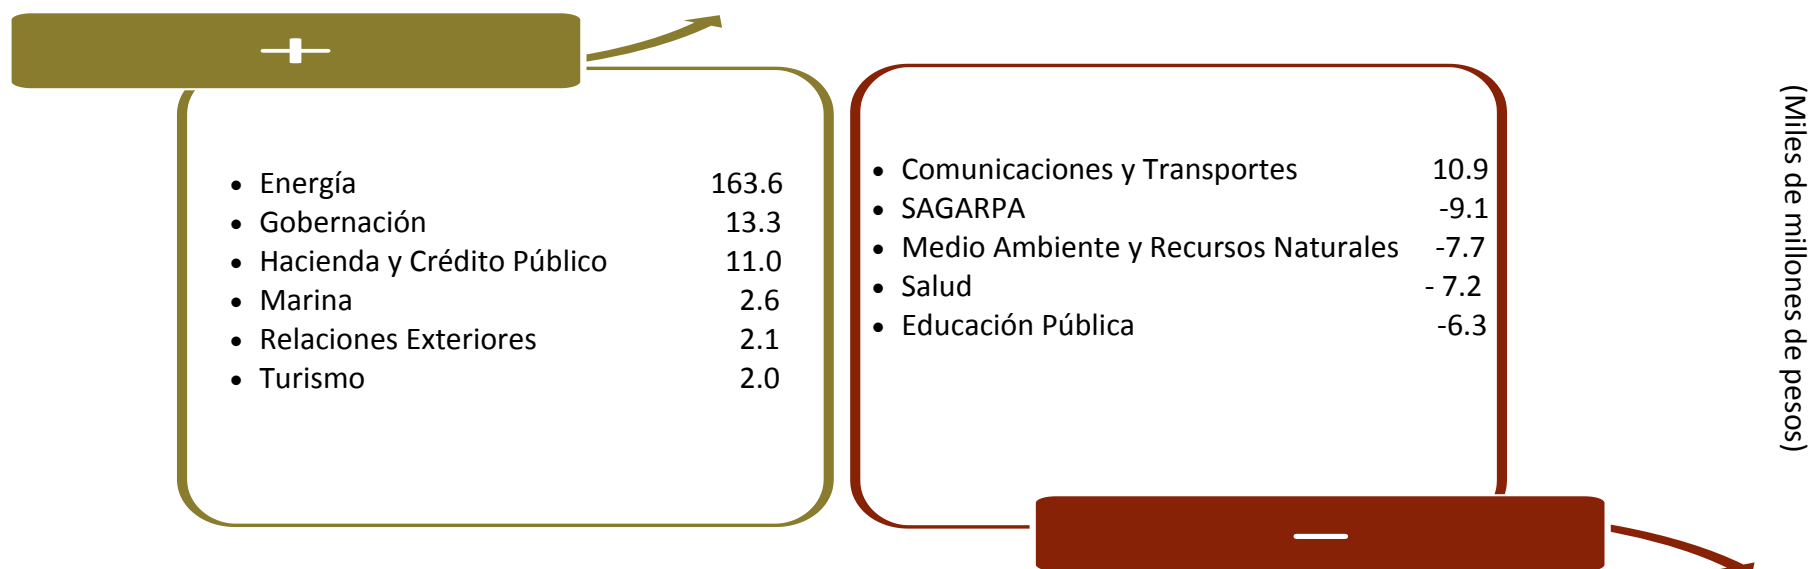 +
• Energía 163.6
• Gobernación 13.3
• Hacienda y Crédito Público 11.0
• Marina 2.6
• Relaciones Exteriores 2.1
• Turismo 2.0
• Comunicaciones y Transportes 10.9
• SAGARPA -9.1
• Medio Ambiente y Recursos Naturales -7.7
• Salud - 7.2
• Educación Pública -6.3
—
(Miles de millones de pesos)